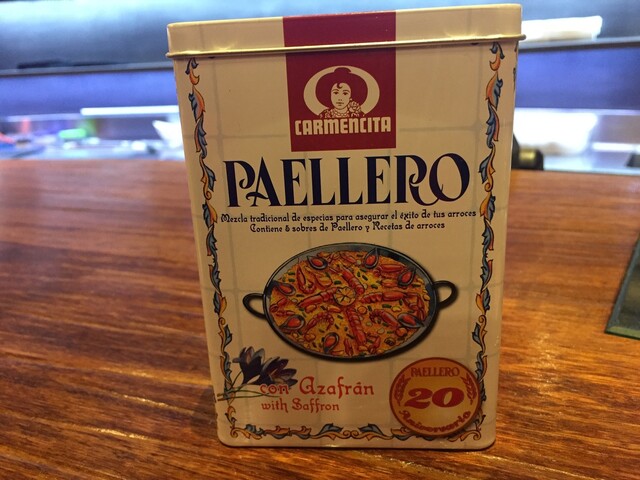 CARMENCITA
PAELLERO
Mezcla tradicional de especias para asegurar el éxito de tus arroces
Contiene 6 sobres de Paellero y Recetas de arroces
con Azafrán
with Saffron
PAELLERO
20
Aniversario